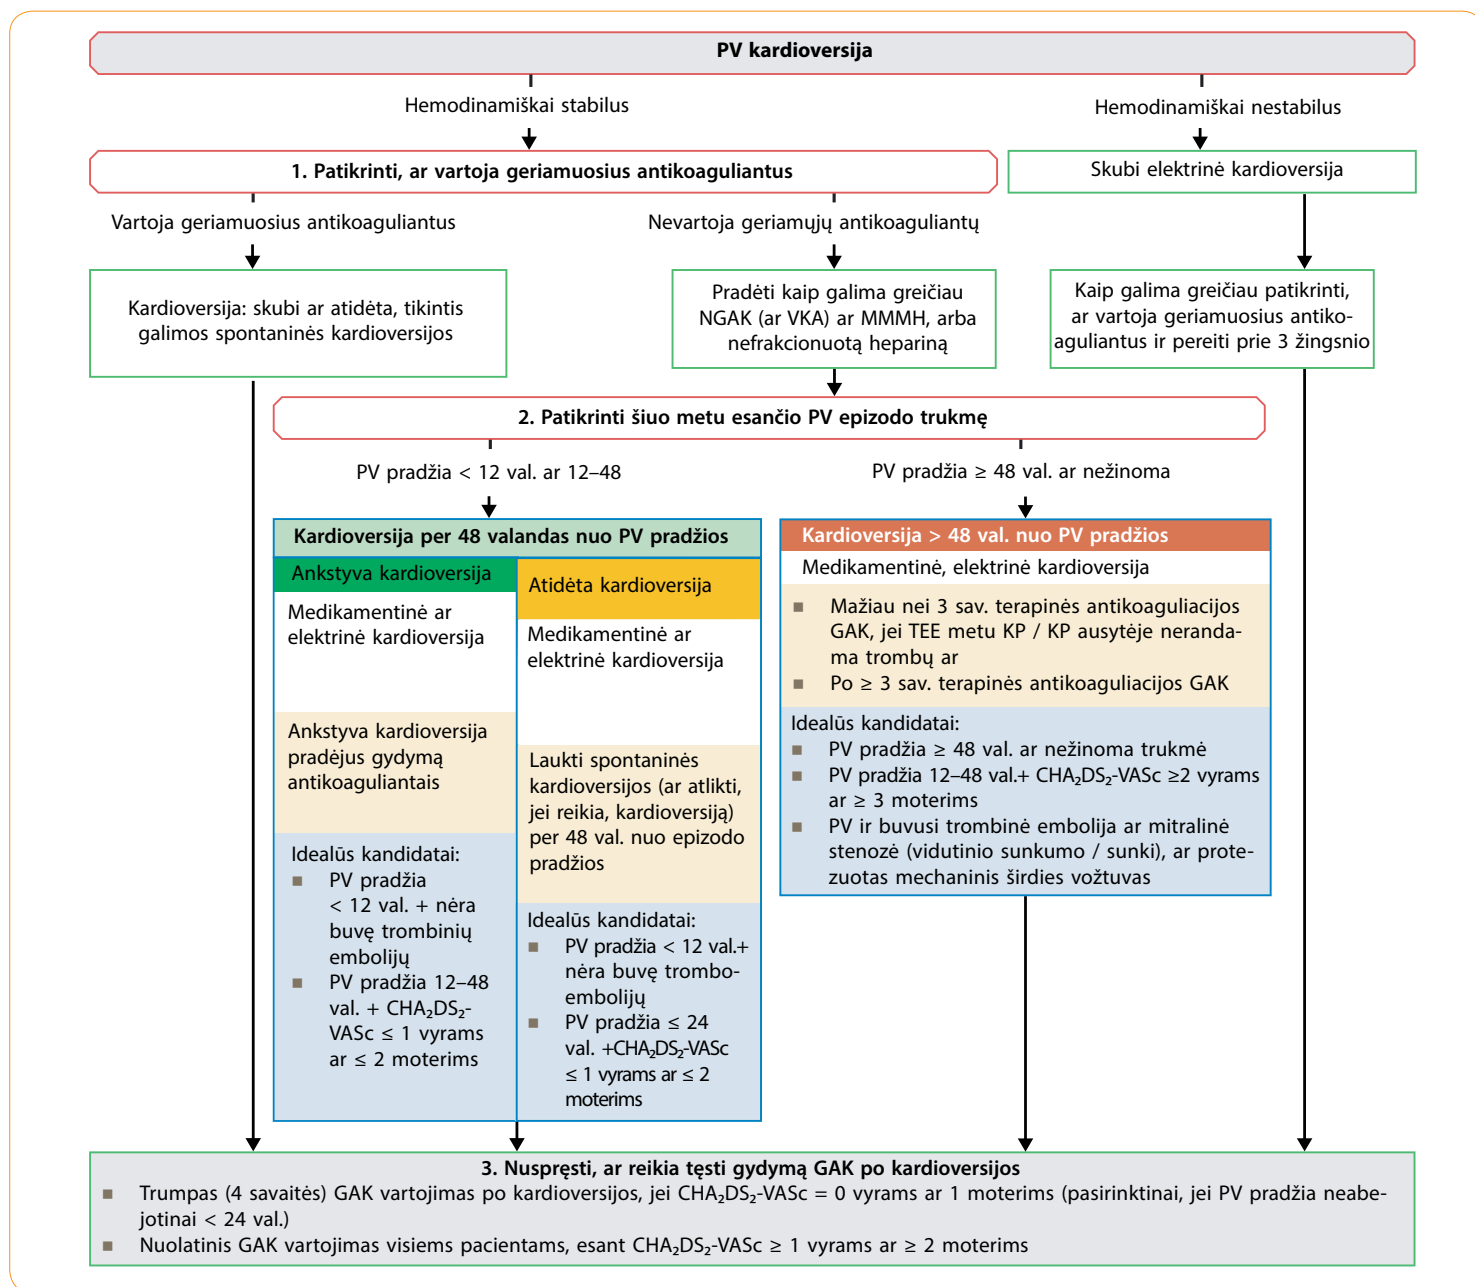 PV kardioversija
Hemodinamiškai stabilus
Hemodinamiškai nestabilus
1. Patikrinti, ar vartoja geriamuosius antikoaguliantus
Skubi elektrinė kardioversija
Vartoja geriamuosius antikoaguliantus
Nevartoja geriamųjų antikoaguliantų
Kardioversija: skubi ar atidėta, tikintis
galimos spontaninės kardioversijos
Pradėti kaip galima greičiau
NGAK (ar VKA) ar MMMH, arba
nefrakcionuotą hepariną
Kaip galima greičiau patikrinti,
ar vartoja geriamuosius antiko-
aguliantus ir pereiti prie 3 žingsnio
2. Patikrinti šiuo metu esančio PV epizodo trukmę
PV pradžia < 12 val. ar 12–48
PV pradžia ≥ 48 val. ar nežinoma
Kardioversija per 48 valandas nuo PV pradžios
Ankstyva kardioversija
Medikamentinė ar
elektrinė kardioversija
Ankstyva kardioversija
pradėjus gydymą
antikoaguliantais
Idealūs kandidatai:
■ PV pradžia
< 12 val. + nėra
buvę trombinių
embolijų
■ PV pradžia 12–48
val. + CHA₂DS₂-
VASc ≤ 1 vyrams
ar ≤ 2 moterims
Atidėta kardioversija
Medikamentinė ar
elektrinė kardioversija
Laukti spontaninės
kardioversijos (ar atlikti,
jei reikia, kardioversiją)
per 48 val. nuo epizodo
pradžios
Idealūs kandidatai:
■ PV pradžia < 12 val.+
nėra buvę trombo-
embolijų
■ PV pradžia ≤ 24
val. +CHA₂DS₂-VASc
≤ 1 vyrams ar ≤ 2
moterims
Kardioversija > 48 val. nuo PV pradžios
Medikamentinė, elektrinė kardioversija
■ Mažiau nei 3 sav. terapinės antikoaguliacijos
GAK, jei TEE metu KP / KP ausytėje neranda-
ma trombų ar
■ Po ≥ 3 sav. terapinės antikoaguliacijos GAK
Idealūs kandidatai:
■ PV pradžia ≥ 48 val. ar nežinoma trukmė
■ PV pradžia 12–48 val.+ CHA₂DS₂-VASc ≥2 vyrams
ar ≥ 3 moterims
■ PV ir buvusi trombinė embolija ar mitralinė
stenozė (vidutinio sunkumo / sunki), ar prote-
zuotas mechaninis širdies vožtuvas
3. Nuspręsti, ar reikia tęsti gydymą GAK po kardioversijos
■ Trumpas (4 savaitės) GAK vartojimas po kardioversijos, jei CHA₂DS₂-VASc = 0 vyrams ar 1 moterims (pasirinktinai, jei PV pradžia neabe-
jotinai < 24 val.)
■ Nuolatinis GAK vartojimas visiems pacientams, esant CHA₂DS₂-VASc ≥ 1 vyrams ar ≥ 2 moterims